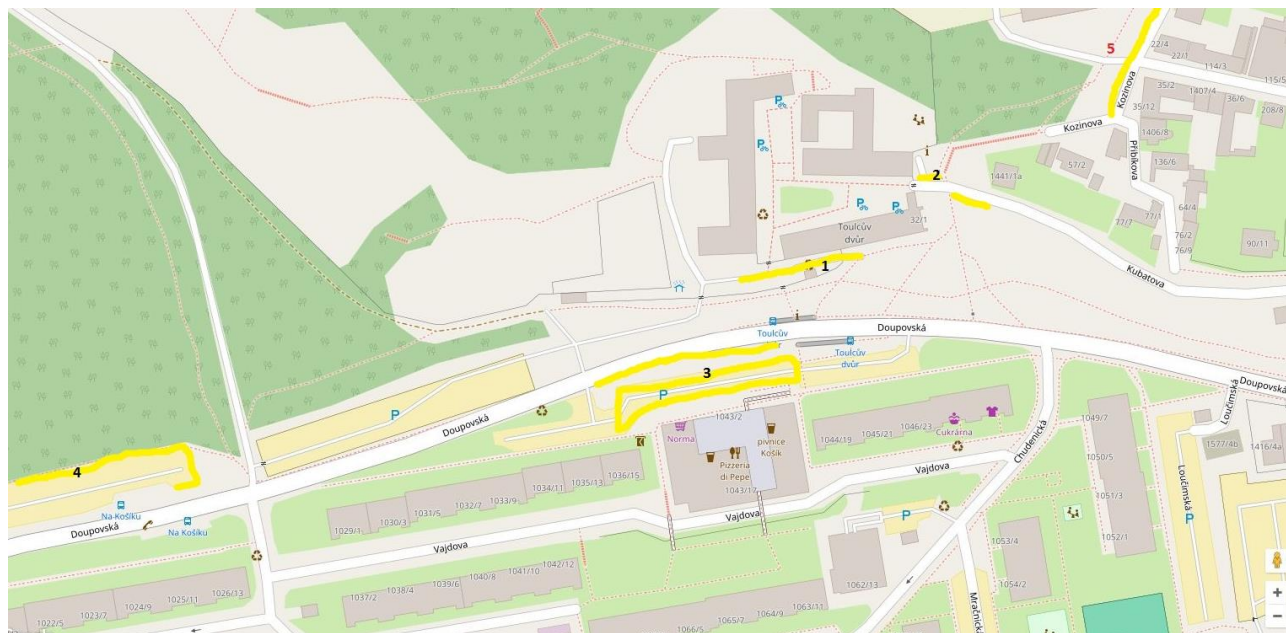 5
22/4
22/1
114/3
115/5
Kozinova
35/2
1407/4
36/6
35/12
208/8
Kozinova
1406/8
Příbíkova
136/6
57/2
P
P
i
2
1441/1a
P
P
64/4
77/7
77/1
76/2
76/9
90/11
32/1
Toulcův
dvůr
1
Kubatova
i
Toulcův
dvůr
Doupovská
Toulcův
dvůr
3
P
P
Doupovská
Doupovská
1043/2
Norma
pivnice
Košík
Pizzeria
di Pepe
1043/17
1044/19
1045/21
1046/23
Cukrárna
Chudenická
1049/7
Loučimská
1577/4b
1416/4a
4
Na Košíku
Na Košíku
Doupovská
1029/1
1030/3
1031/5
1032/7
1033/9
1034/11
1035/13
1036/15
Vajdova
Vajdova
Vajdova
P
1050/5
1051/3
1052/1
Loučimská
P
1053/4
1054/2
1062/13
Mračnická
1037/2
1038/4
1039/6
1040/8
1041/10
1042/12
1022/5
1023/7
1024/9
1025/11
1026/13
1066/5
1065/7
1064/9
1063/11
+
−